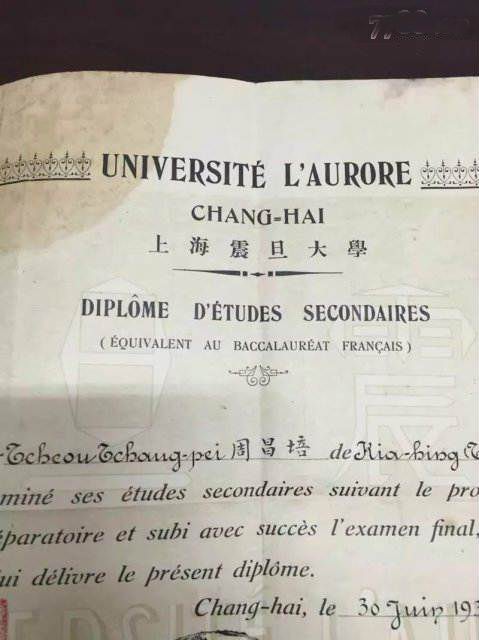 UNIVERSITÉ L'AURORE
CHANG-HAI
上海震旦大學
DIPLÔME D'ÉTUDES SECONDAIRES
( ÉQUIVALENT AU BACCALAURÉAT FRANÇAIS )
Tcheou Tchang-pei 周昌培 de Kia-hing
miné ses études secondaires suivant le pro
éparatoire et subi avec succès l'examen final,
ui délivre le présent diplôme.
Chang-hai, le 30 Juin 193